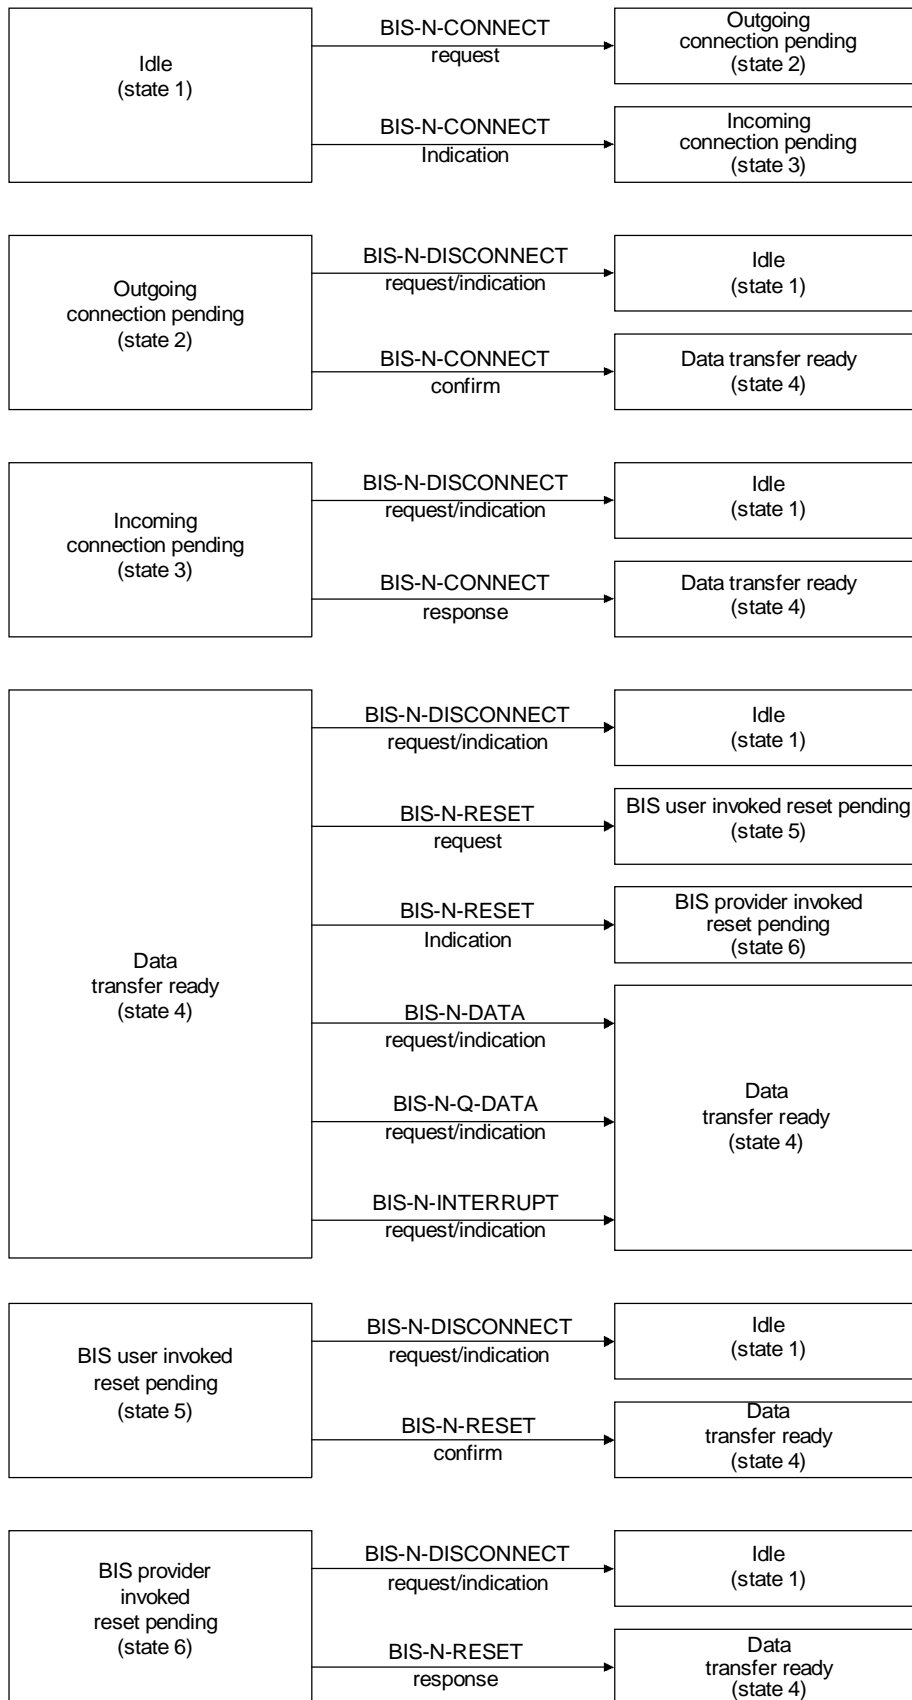 Idle
(state 1)
BIS-N-CONNECT
request
Outgoing
connection pending
(state 2)
BIS-N-CONNECT
Indication
Incoming
connection pending
(state 3)
Outgoing
connection pending
(state 2)
BIS-N-DISCONNECT
request/indication
Idle
(state 1)
BIS-N-CONNECT
confirm
Data transfer ready
(state 4)
Incoming
connection pending
(state 3)
BIS-N-DISCONNECT
request/indication
Idle
(state 1)
BIS-N-CONNECT
response
Data transfer ready
(state 4)
Data
transfer ready
(state 4)
BIS-N-DISCONNECT
request/indication
Idle
(state 1)
BIS-N-RESET
request
BIS user invoked reset pending
(state 5)
BIS-N-RESET
Indication
BIS provider invoked
reset pending
(state 6)
BIS-N-DATA
request/indication
BIS-N-Q-DATA
request/indication
BIS-N-INTERRUPT
request/indication
Data
transfer ready
(state 4)
BIS user invoked
reset pending
(state 5)
BIS-N-DISCONNECT
request/indication
Idle
(state 1)
BIS-N-RESET
confirm
Data
transfer ready
(state 4)
BIS provider
invoked
reset pending
(state 6)
BIS-N-DISCONNECT
request/indication
Idle
(state 1)
BIS-N-RESET
response
Data
transfer ready
(state 4)